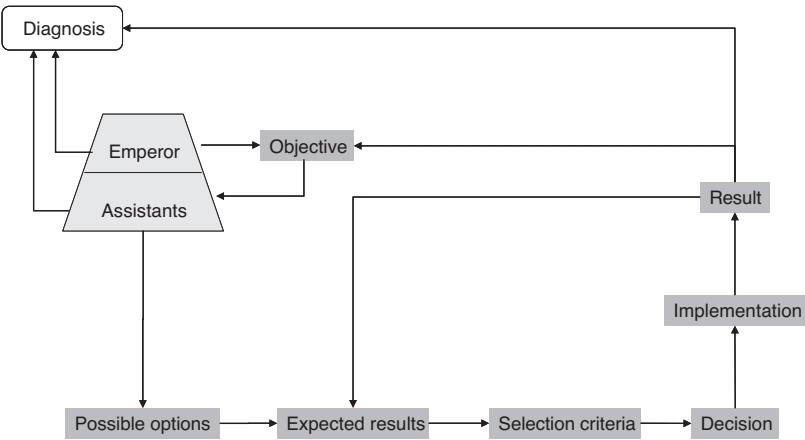 Diagnosis
Emperor
Objective
Assistants
Result
Implementation
Possible options
Expected results
Selection criteria
Decision